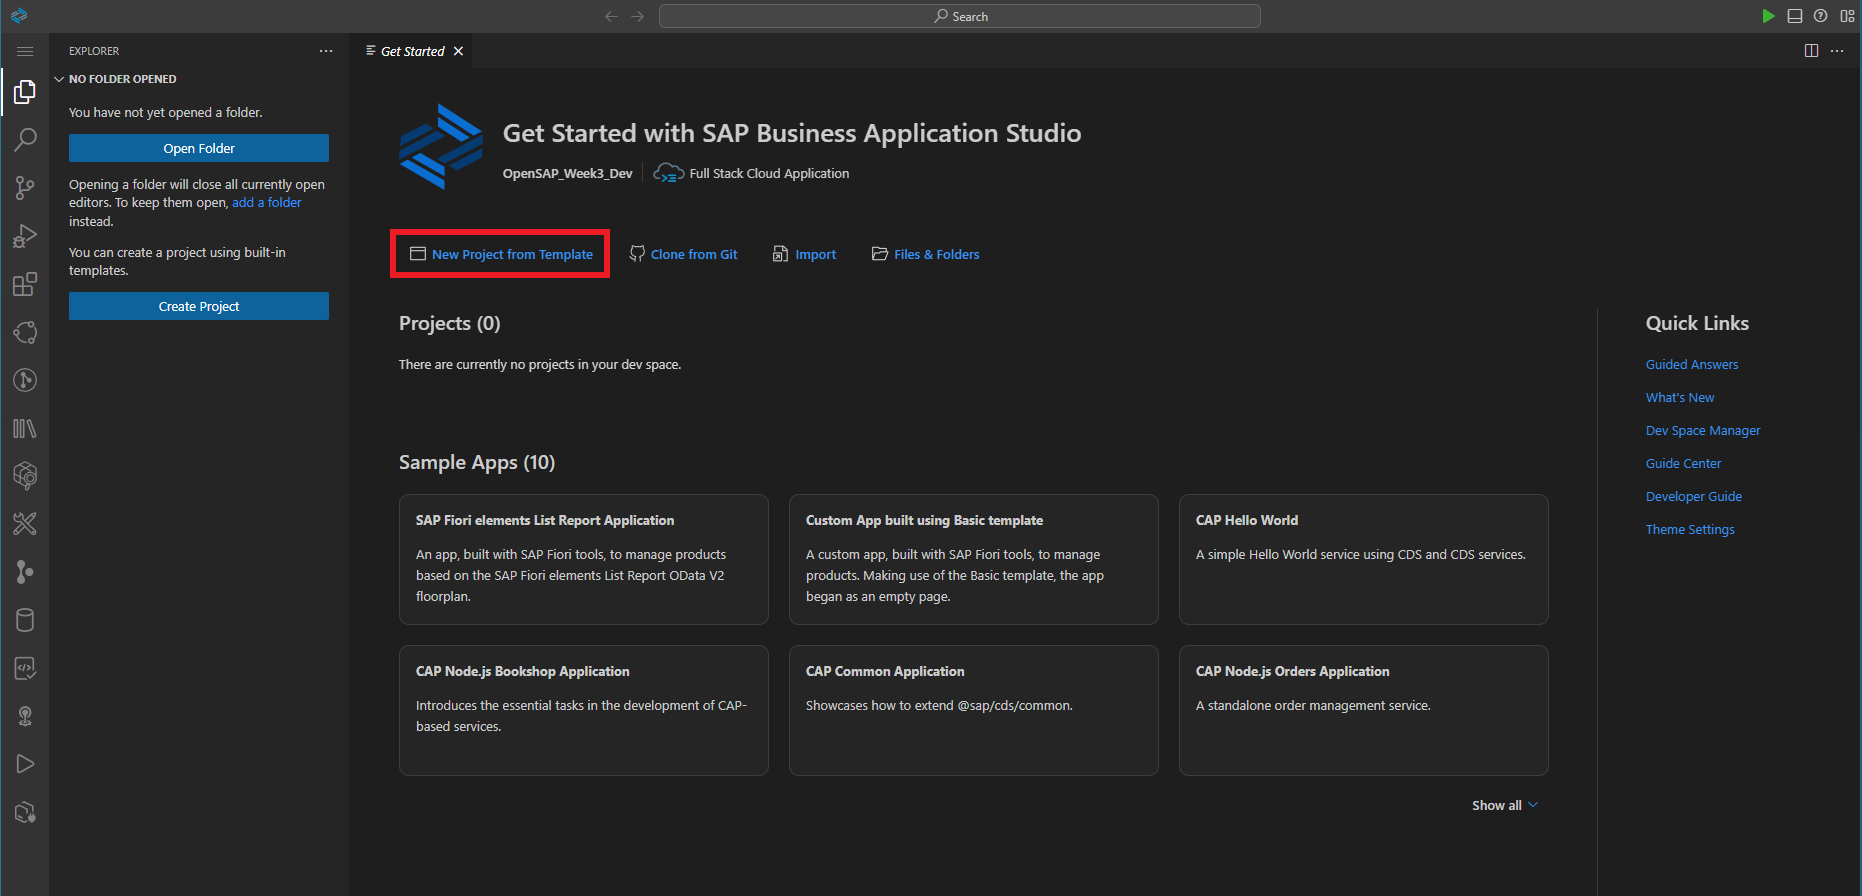 Search
EXPLORER
Get Started
NO FOLDER OPENED
You have not yet opened a folder.
Open Folder
Opening a folder will close all currently open
editors. To keep them open, add a folder
instead.
You can create a project using built-in
templates.
Create Project
Get Started with SAP Business Application Studio
OpenSAP_Week3_Dev
Full Stack Cloud Application
New Project from Template
Clone from Git
Import
Files & Folders
Projects (0)
There are currently no projects in your dev space.
Sample Apps (10)
SAP Fiori elements List Report Application
An app, built with SAP Fiori tools, to manage products
based on the SAP Fiori elements List Report OData V2
floorplan.
Custom App built using Basic template
A custom app, built with SAP Fiori tools, to manage
products. Making use of the Basic template, the app
began as an empty page.
CAP Hello World
A simple Hello World service using CDS and CDS services.
CAP Node.js Bookshop Application
Introduces the essential tasks in the development of CAP-
based services.
CAP Common Application
Showcases how to extend @sap/cds/common.
CAP Node.js Orders Application
A standalone order management service.
Show all
Quick Links
Guided Answers
What's New
Dev Space Manager
Guide Center
Developer Guide
Theme Settings